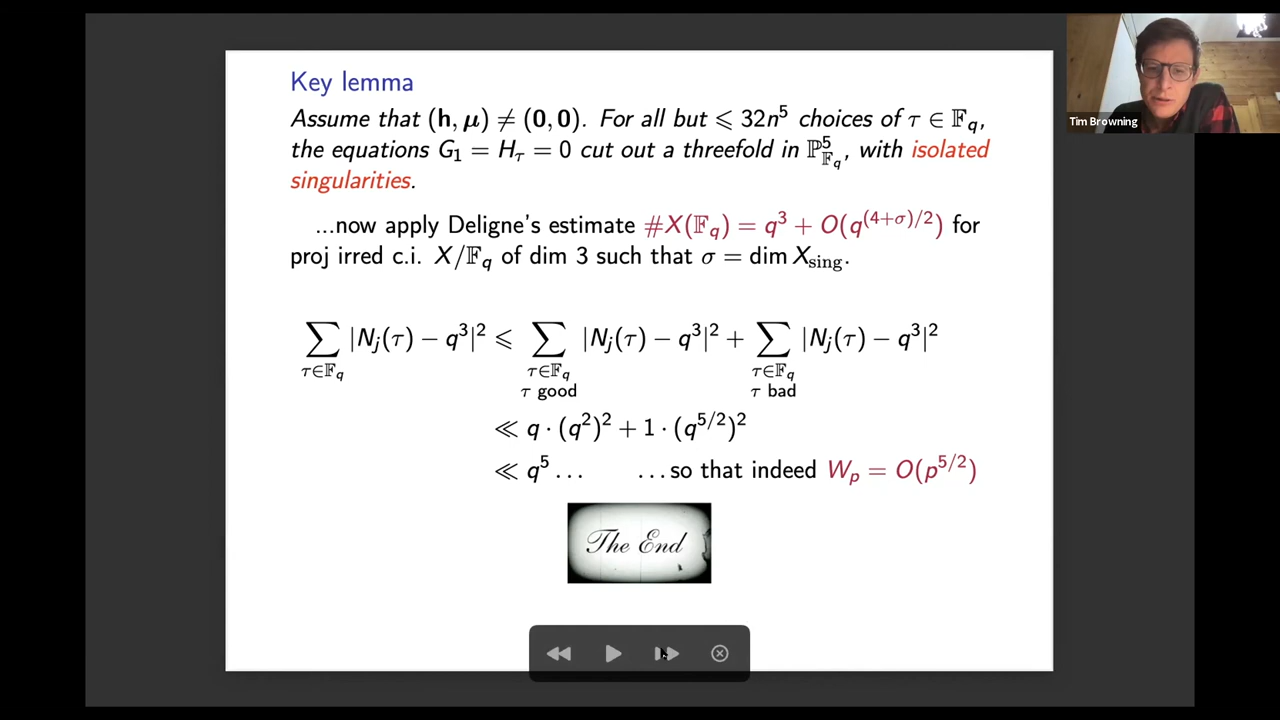 Key lemma
Assume that (h, μ) ≠ (0, 0). For all but ⩽ 32n⁵ choices of τ ∈ 𝔽_q,
the equations G₁ = H_τ = 0 cut out a threefold in ℙ⁵_{𝔽_q}, with isolated
singularities.
...now apply Deligne's estimate #X(𝔽_q) = q³ + O(q^{(4+σ)/2}) for
proj irred c.i. X/𝔽_q of dim 3 such that σ = dim X_sing.
∑_{τ∈𝔽_q} |N_j(τ) − q³|² ⩽ ∑_{τ∈𝔽_q, τ good} |N_j(τ) − q³|² + ∑_{τ∈𝔽_q, τ bad} |N_j(τ) − q³|²
≪ q · (q²)² + 1 · (q^{5/2})²
≪ q⁵ ... ...so that indeed W_p = O(p^{5/2})
The End
Tim Browning